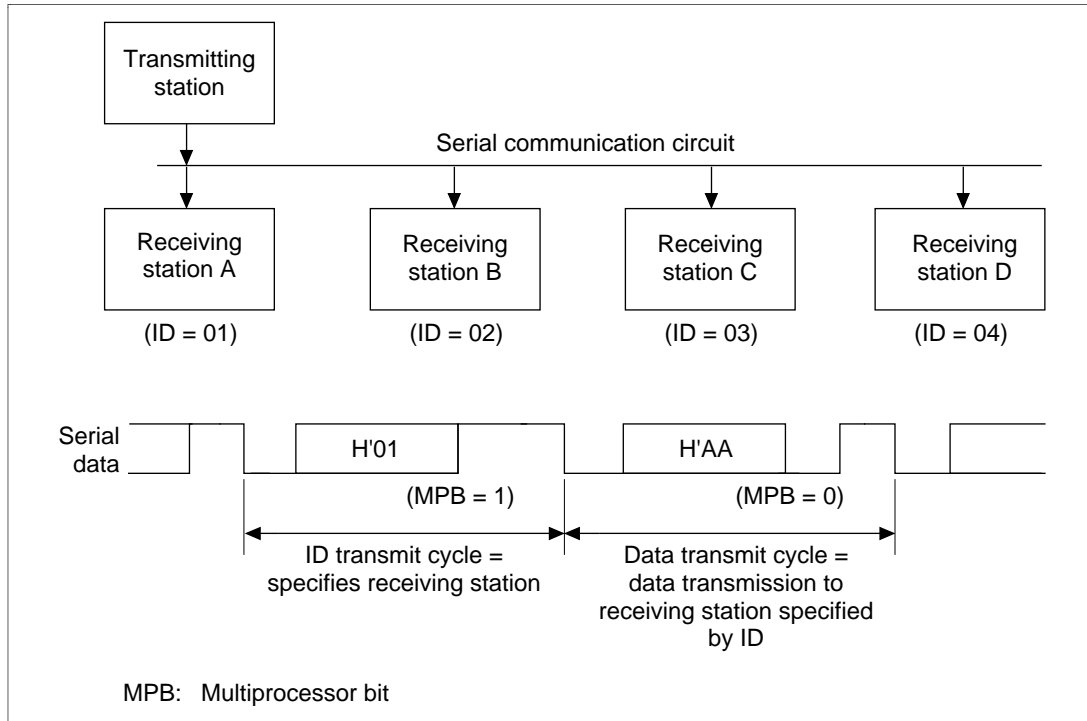 Transmitting
station
Serial communication circuit
Receiving
station A
Receiving
station B
Receiving
station C
Receiving
station D
(ID = 01)
(ID = 02)
(ID = 03)
(ID = 04)
Serial
data
H'01
H'AA
(MPB = 1)
(MPB = 0)
ID transmit cycle =
specifies receiving station
Data transmit cycle =
data transmission to
receiving station specified
by ID
MPB: Multiprocessor bit